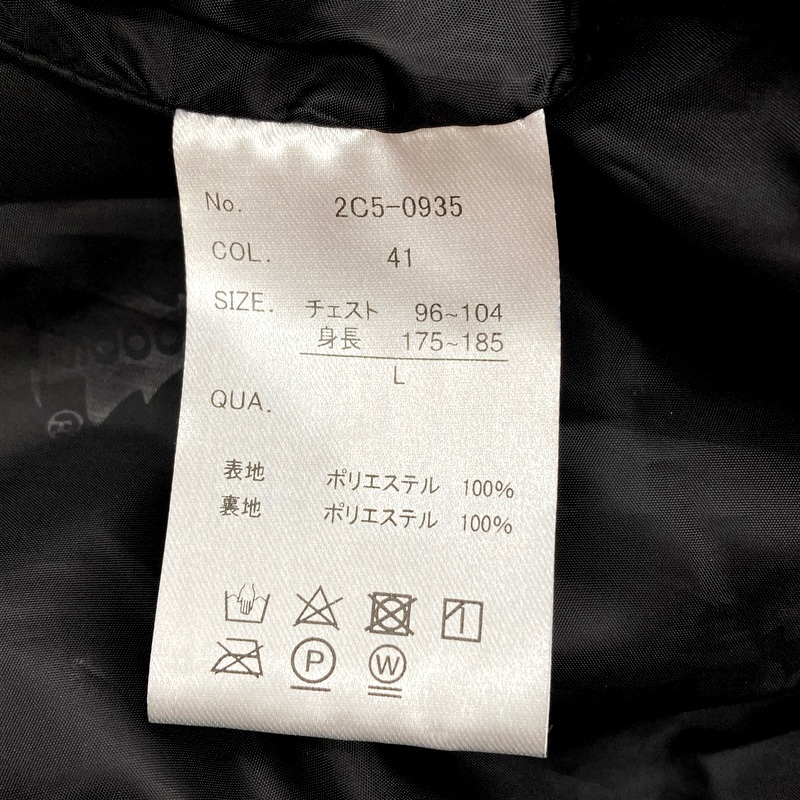 No. 2C5-0935
COL. 41
SIZE. チェスト 96~104
身長 175~185
L
QUA.
表地 ポリエステル 100%
裏地 ポリエステル 100%
P W